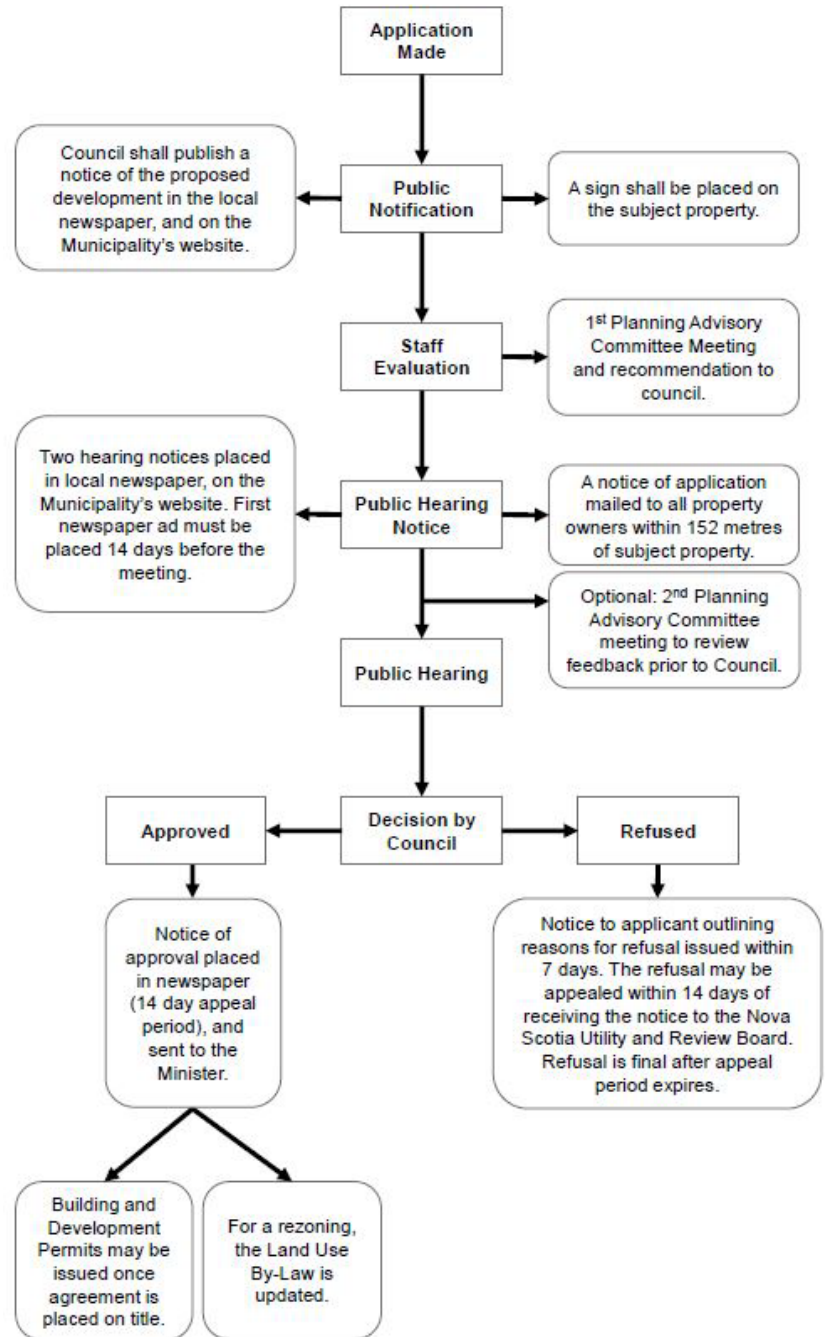 Application
Made
Council shall publish a
notice of the proposed
development in the local
newspaper, and on the
Municipality's website.
Public
Notification
A sign shall be placed on
the subject property.
Staff
Evaluation
1st Planning Advisory
Committee Meeting
and recommendation to
council.
Two hearing notices placed
in local newspaper, on the
Municipality's website. First
newspaper ad must be
placed 14 days before the
meeting.
Public Hearing
Notice
A notice of application
mailed to all property
owners within 152 metres
of subject property.
Optional: 2nd Planning
Advisory Committee
meeting to review
feedback prior to Council.
Public Hearing
Approved
Decision by
Council
Refused
Notice of
approval placed
in newspaper
(14 day appeal
period), and
sent to the
Minister.
Notice to applicant outlining
reasons for refusal issued within
7 days. The refusal may be
appealed within 14 days of
receiving the notice to the Nova
Scotia Utility and Review Board.
Refusal is final after appeal
period expires.
Building and
Development
Permits may be
issued once
agreement is
placed on title.
For a rezoning,
the Land Use
By-Law is
updated.